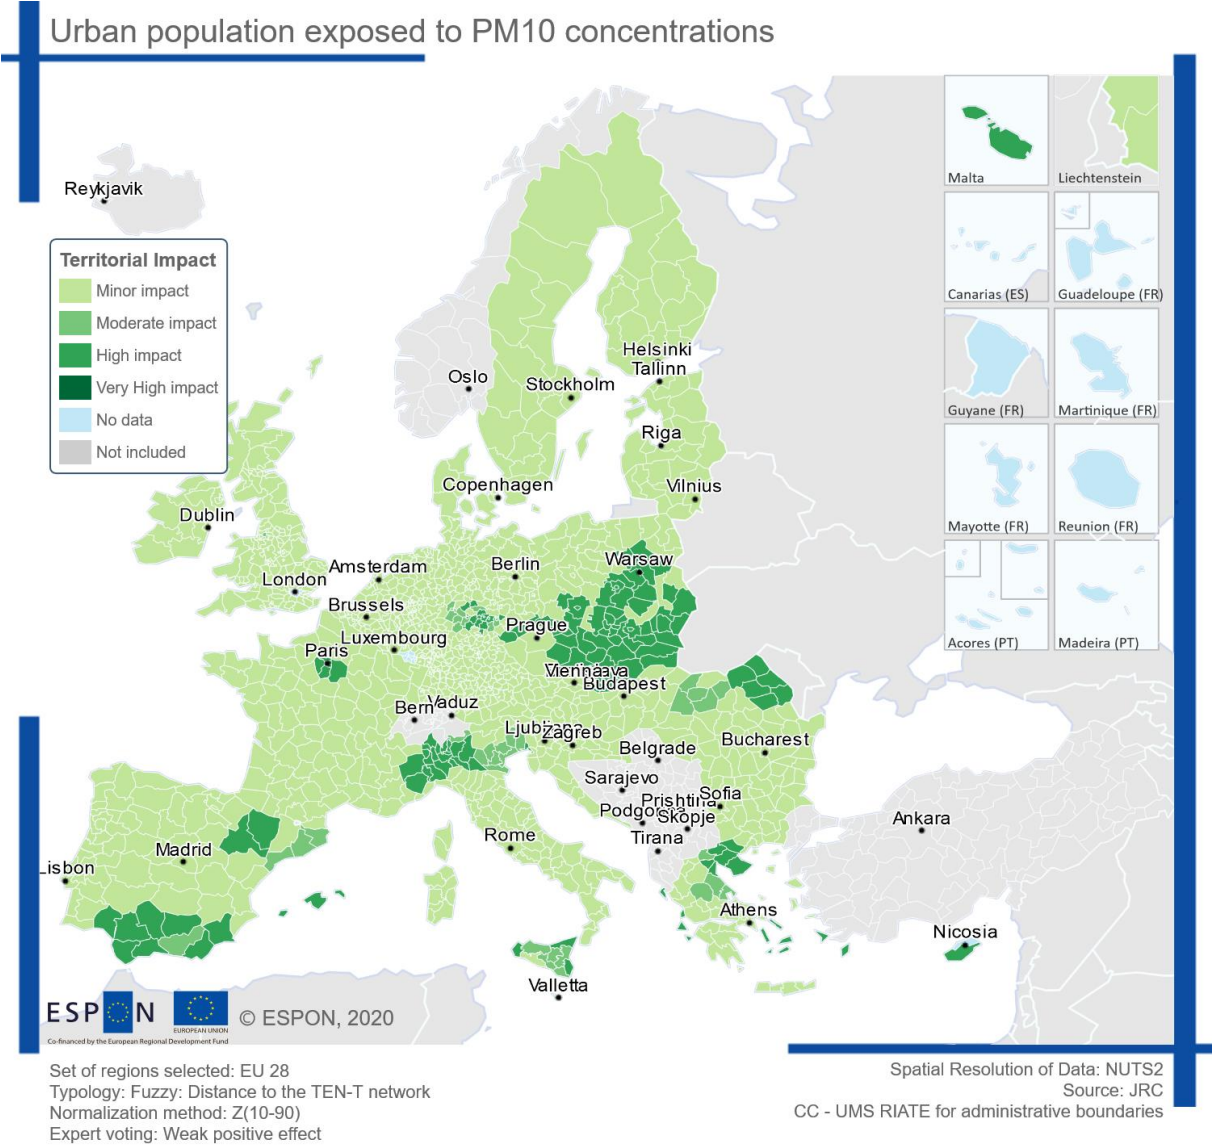 Urban population exposed to PM10 concentrations
Reykjavik
Territorial Impact
Minor impact
Moderate impact
High impact
Very High impact
No data
Not included
Malta
Liechtenstein
Canarias (ES)
Guadeloupe (FR)
Guyane (FR)
Martinique (FR)
Mayotte (FR)
Reunion (FR)
Acores (PT)
Madeira (PT)
Helsinki
Tallinn
Oslo
Stockholm
Riga
Copenhagen
Vilnius
Dublin
Amsterdam
Berlin
Warsaw
London
Brussels
Prague
Luxembourg
Paris
Budapest
Vaduz
Bern
Zagreb
Bucharest
Belgrade
Sarajevo
Prishtina
Sofia
Skopje
Tirana
Ankara
Rome
Madrid
Lisbon
Athens
Nicosia
Valletta
ESPON
EUROPEAN UNION
Co-financed by the European Regional Development Fund
© ESPON, 2020
Set of regions selected: EU 28
Typology: Fuzzy: Distance to the TEN-T network
Normalization method: Z(10-90)
Expert voting: Weak positive effect
Spatial Resolution of Data: NUTS2
Source: JRC
CC - UMS RIATE for administrative boundaries